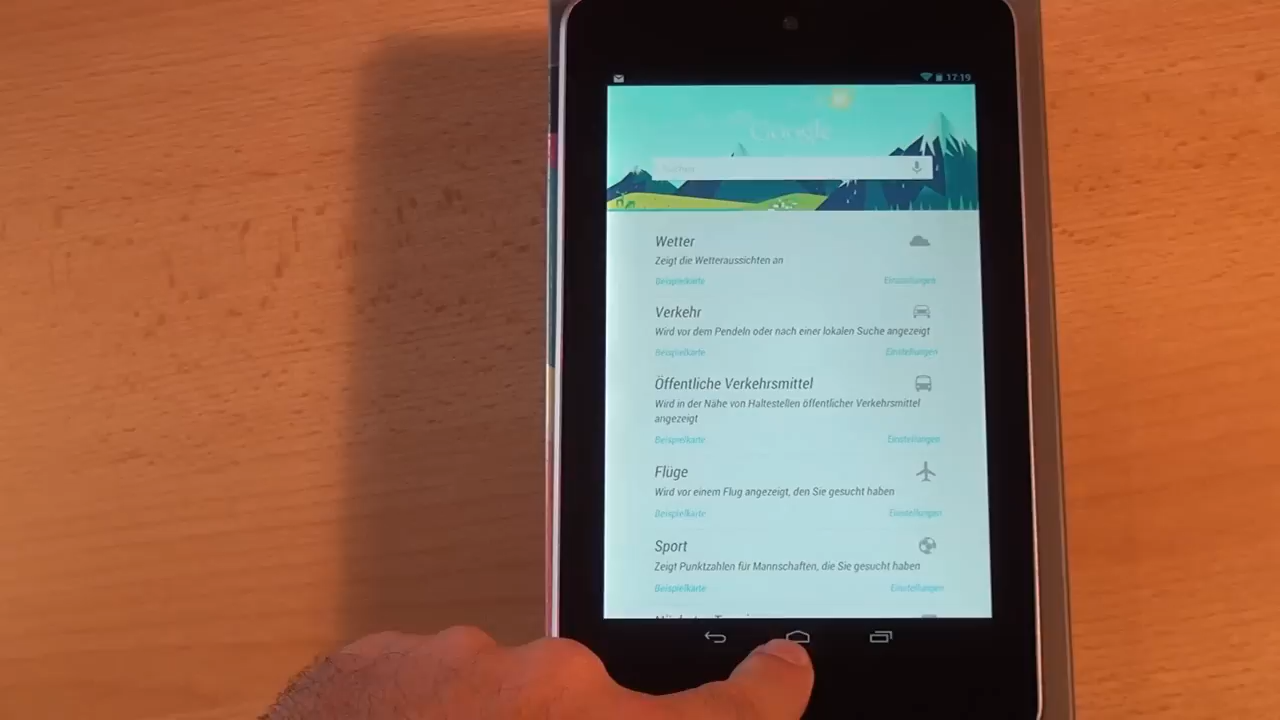 17:19
Google
Suchen
Wetter
Zeigt die Wetteraussichten an
Beispielkarte Einstellungen
Verkehr
Wird vor dem Pendeln oder nach einer lokalen Suche angezeigt
Beispielkarte Einstellungen
Öffentliche Verkehrsmittel
Wird in der Nähe von Haltestellen öffentlicher Verkehrsmittel
angezeigt
Beispielkarte Einstellungen
Flüge
Wird vor einem Flug angezeigt, den Sie gesucht haben
Beispielkarte Einstellungen
Sport
Zeigt Punktzahlen für Mannschaften, die Sie gesucht haben
Beispielkarte Einstellungen